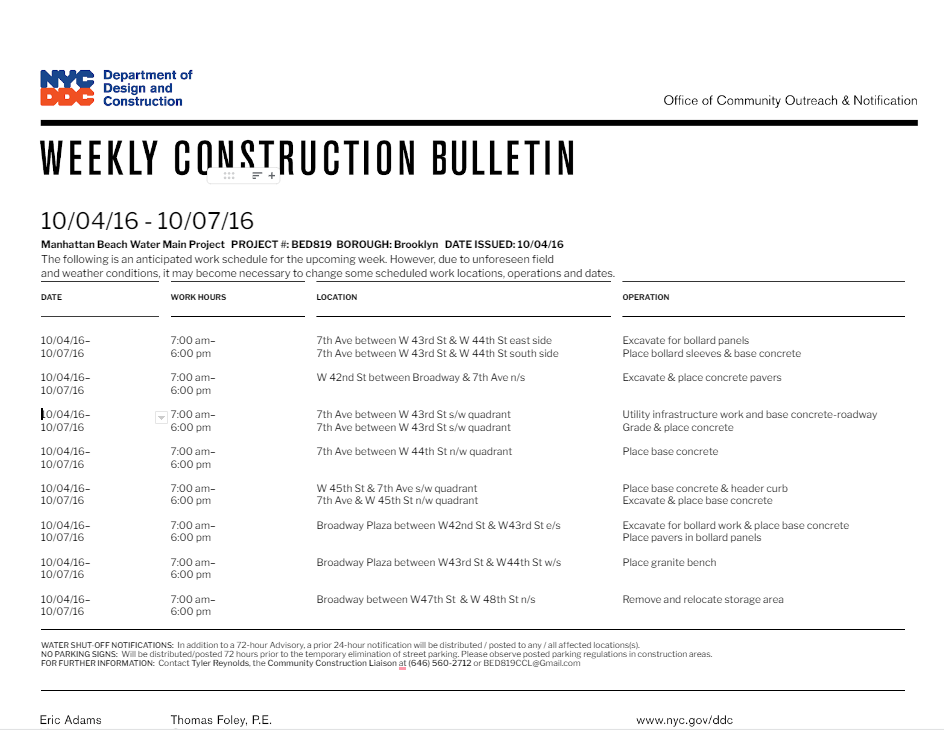 NYC DDC
Department of
Design and
Construction
Office of Community Outreach & Notification
WEEKLY CONSTRUCTION BULLETIN
10/04/16 - 10/07/16
Manhattan Beach Water Main Project PROJECT #: BED819 BOROUGH: Brooklyn DATE ISSUED: 10/04/16
The following is an anticipated work schedule for the upcoming week. However, due to unforeseen field
and weather conditions, it may become necessary to change some scheduled work locations, operations and dates.
DATE WORK HOURS LOCATION OPERATION
10/04/16– 7:00 am– 7th Ave between W 43rd St & W 44th St east side Excavate for bollard panels
10/07/16 6:00 pm 7th Ave between W 43rd St & W 44th St south side Place bollard sleeves & base concrete
10/04/16– 7:00 am– W 42nd St between Broadway & 7th Ave n/s Excavate & place concrete pavers
10/07/16 6:00 pm
10/04/16– 7:00 am– 7th Ave between W 43rd St s/w quadrant Utility infrastructure work and base concrete-roadway
10/07/16 6:00 pm 7th Ave between W 43rd St s/w quadrant Grade & place concrete
10/04/16– 7:00 am– 7th Ave between W 44th St n/w quadrant Place base concrete
10/07/16 6:00 pm
10/04/16– 7:00 am– W 45th St & 7th Ave s/w quadrant Place base concrete & header curb
10/07/16 6:00 pm 7th Ave & W 45th St n/w quadrant Excavate & place base concrete
10/04/16– 7:00 am– Broadway Plaza between W42nd St & W43rd St e/s Excavate for bollard work & place base concrete
10/07/16 6:00 pm Place pavers in bollard panels
10/04/16– 7:00 am– Broadway Plaza between W43rd St & W44th St w/s Place granite bench
10/07/16 6:00 pm
10/04/16– 7:00 am– Broadway between W47th St & W 48th St n/s Remove and relocate storage area
10/07/16 6:00 pm
WATER SHUT-OFF NOTIFICATIONS: In addition to a 72-hour Advisory, a prior 24-hour notification will be distributed / posted to any / all affected locations(s).
NO PARKING SIGNS: Will be distributed/posted 72 hours prior to the temporary elimination of street parking. Please observe posted parking regulations in construction areas.
FOR FURTHER INFORMATION: Contact Tyler Reynolds, the Community Construction Liaison at (646) 560-2712 or BED819CCL@Gmail.com
Eric Adams Thomas Foley, P.E. www.nyc.gov/ddc